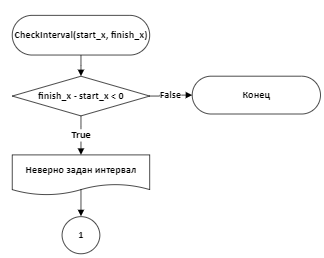 CheckInterval(start_x, finish_x)
finish_x - start_x < 0
False
Конец
True
Неверно задан интервал
1